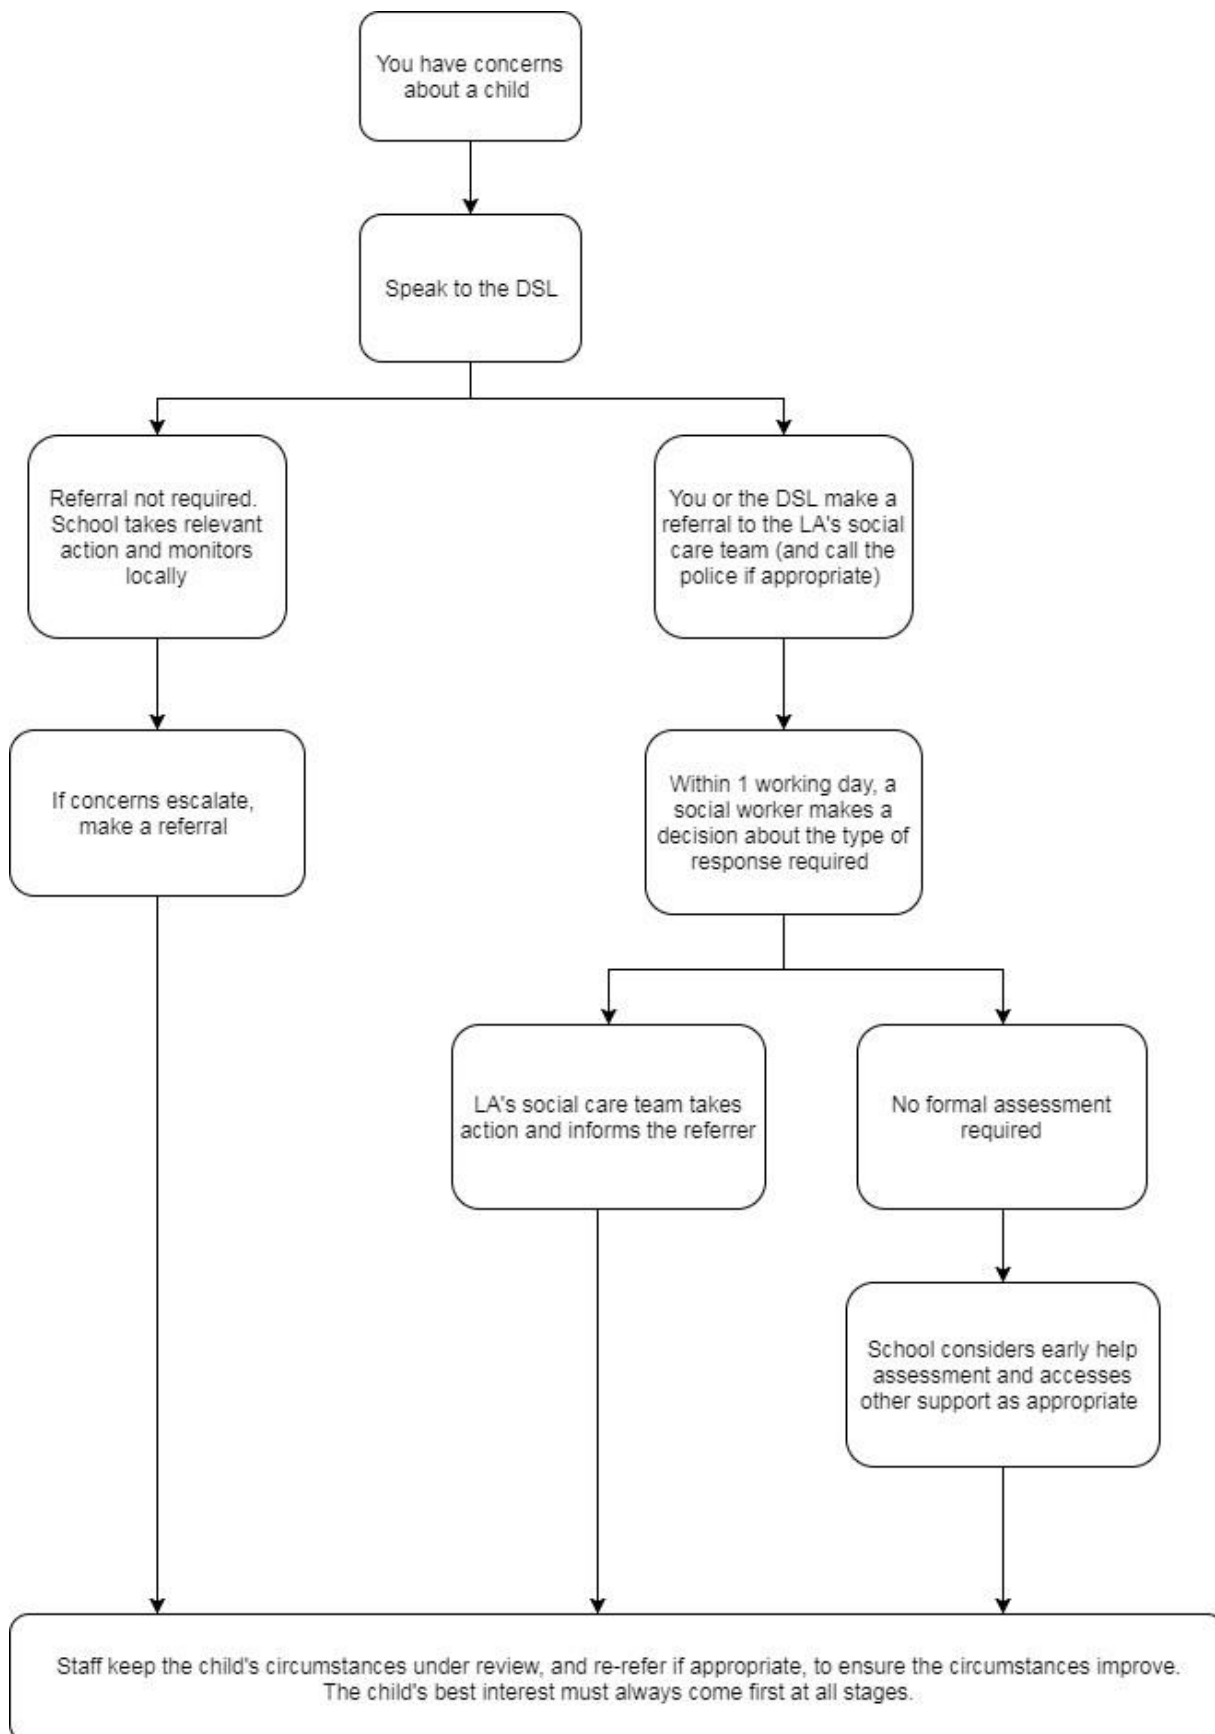 You have concerns
about a child
Speak to the DSL
Referral not required.
School takes relevant
action and monitors
locally
You or the DSL make a
referral to the LA's social
care team (and call the
police if appropriate)
If concerns escalate,
make a referral
Within 1 working day, a
social worker makes a
decision about the type of
response required
LA's social care team takes
action and informs the referrer
No formal assessment
required
School considers early help
assessment and accesses
other support as appropriate
Staff keep the child's circumstances under review, and re-refer if appropriate, to ensure the circumstances improve.
The child's best interest must always come first at all stages.